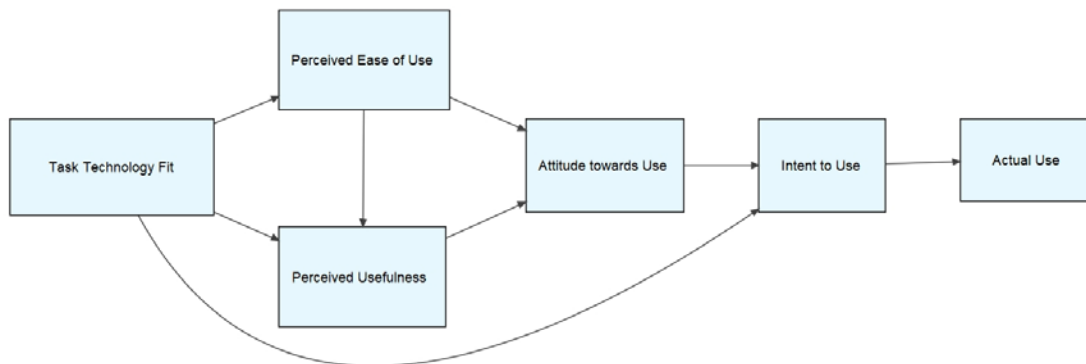 Perceived Ease of Use
Task Technology Fit
Attitude towards Use
Intent to Use
Actual Use
Perceived Usefulness